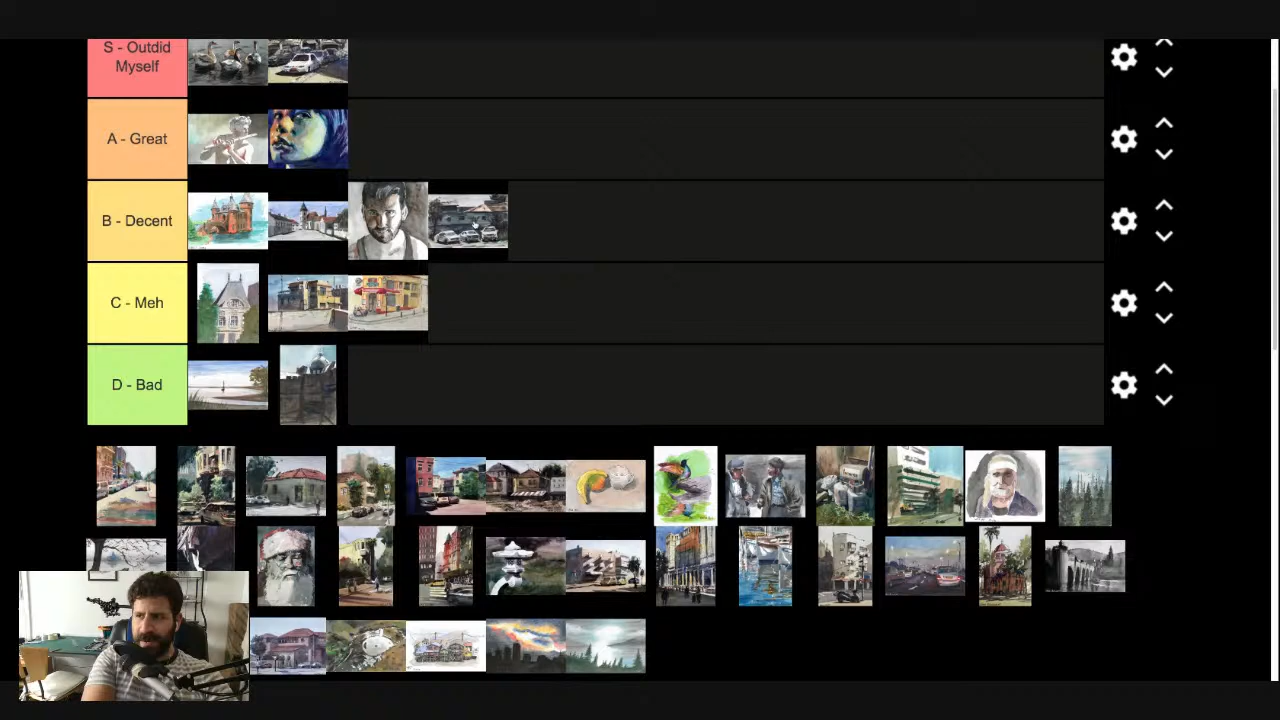 S - Outdid
Myself
A - Great
B - Decent
C - Meh
D - Bad